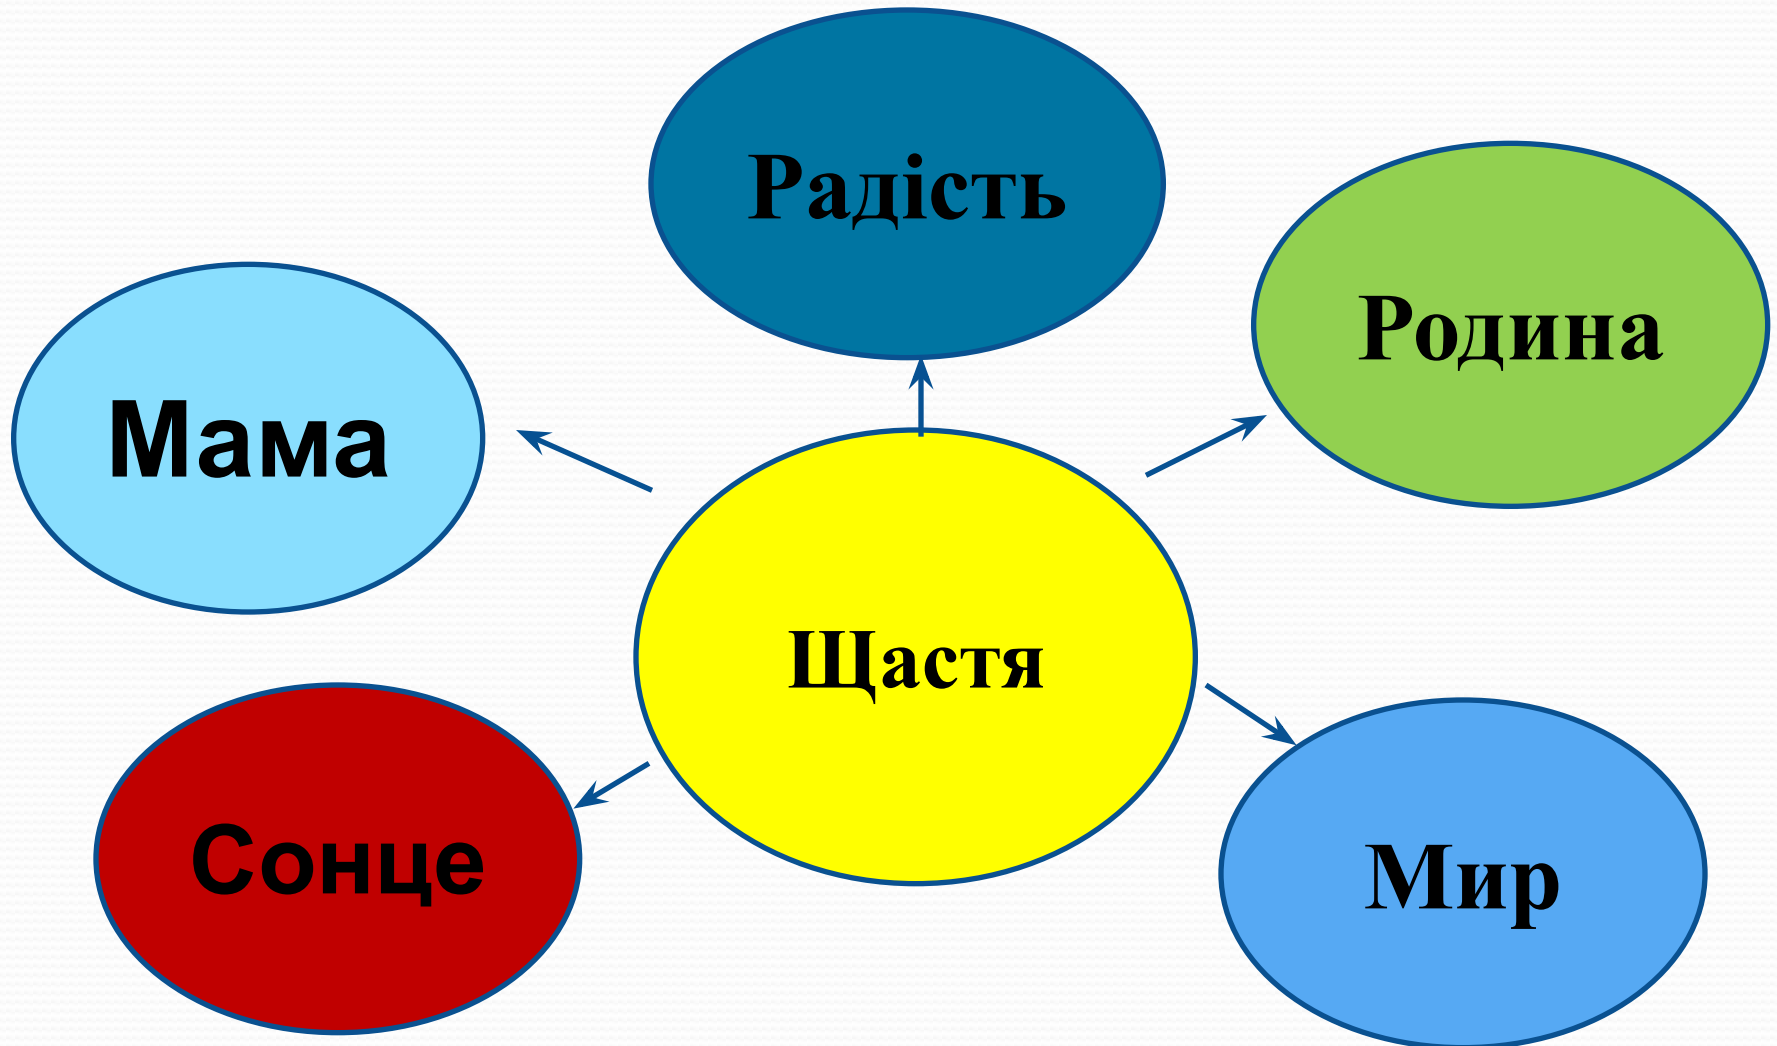 Радість
Родина
Мама
Щастя
Сонце
Мир